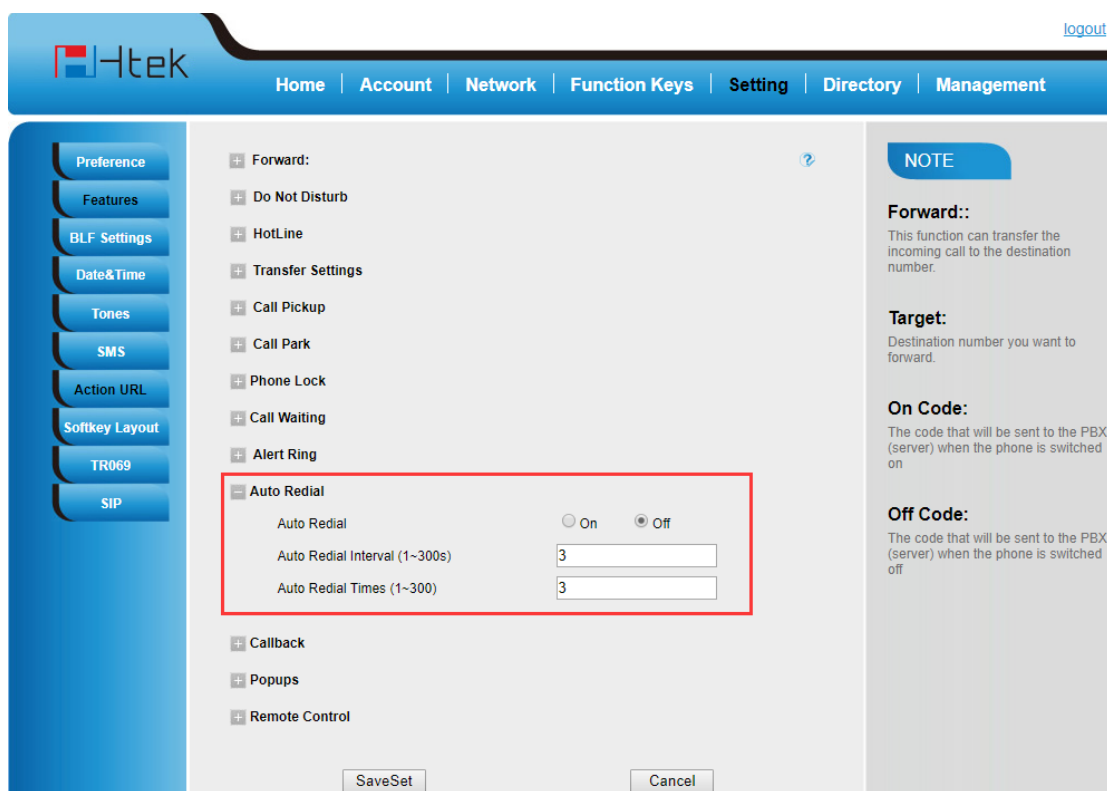 logout
Htek
Home Account Network Function Keys Setting Directory Management
Preference
Features
BLF Settings
Date&Time
Tones
SMS
Action URL
Softkey Layout
TR069
SIP
Forward:
Do Not Disturb
HotLine
Transfer Settings
Call Pickup
Call Park
Phone Lock
Call Waiting
Alert Ring
Auto Redial
Auto Redial On Off
Auto Redial Interval (1~300s) 3
Auto Redial Times (1~300) 3
Callback
Popups
Remote Control
SaveSet Cancel
NOTE
Forward::
This function can transfer the
incoming call to the destination
number.
Target:
Destination number you want to
forward.
On Code:
The code that will be sent to the PBX
(server) when the phone is switched
on
Off Code:
The code that will be sent to the PBX
(server) when the phone is switched
off